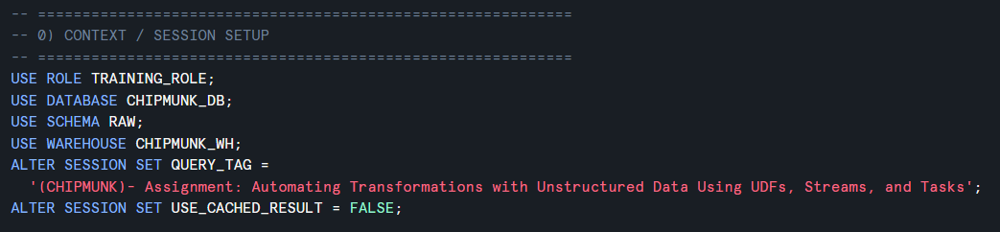 -- ============================================================
-- 0) CONTEXT / SESSION SETUP
-- ============================================================
USE ROLE TRAINING_ROLE;
USE DATABASE CHIPMUNK_DB;
USE SCHEMA RAW;
USE WAREHOUSE CHIPMUNK_WH;
ALTER SESSION SET QUERY_TAG =
  '(CHIPMUNK)- Assignment: Automating Transformations with Unstructured Data Using UDFs, Streams, and Tasks';
ALTER SESSION SET USE_CACHED_RESULT = FALSE;